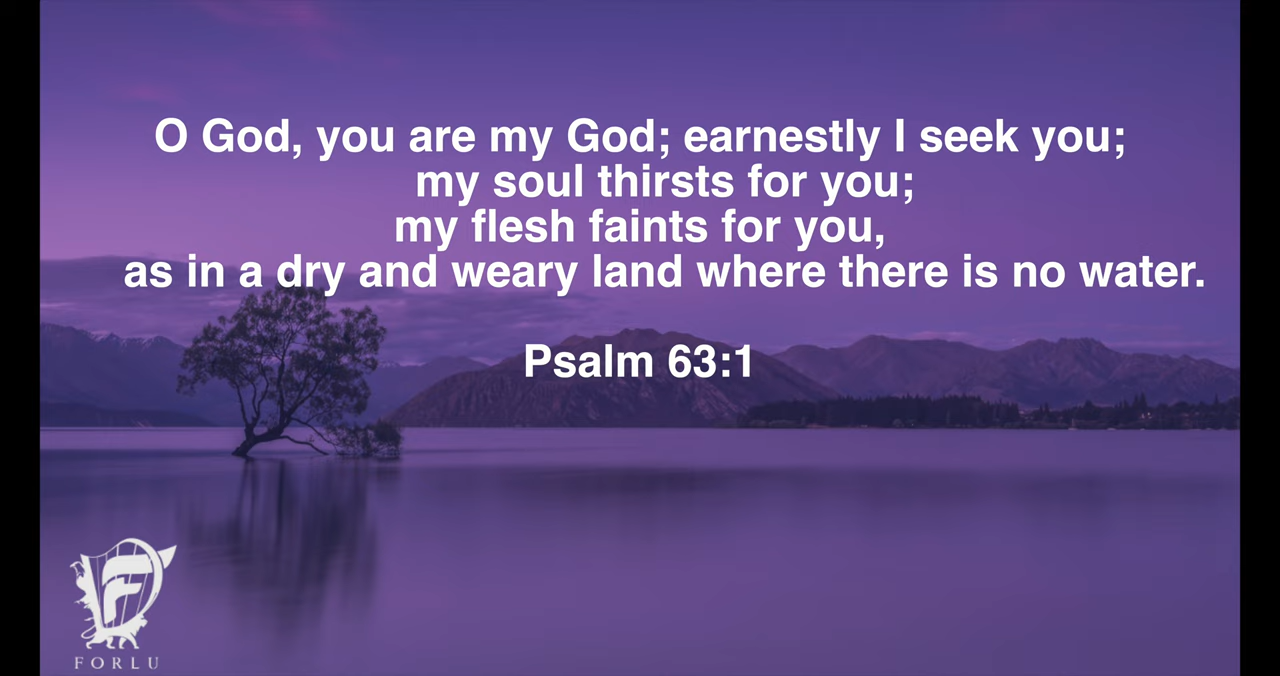 O God, you are my God; earnestly I seek you;
my soul thirsts for you;
my flesh faints for you,
as in a dry and weary land where there is no water.
Psalm 63:1
F
FORLU